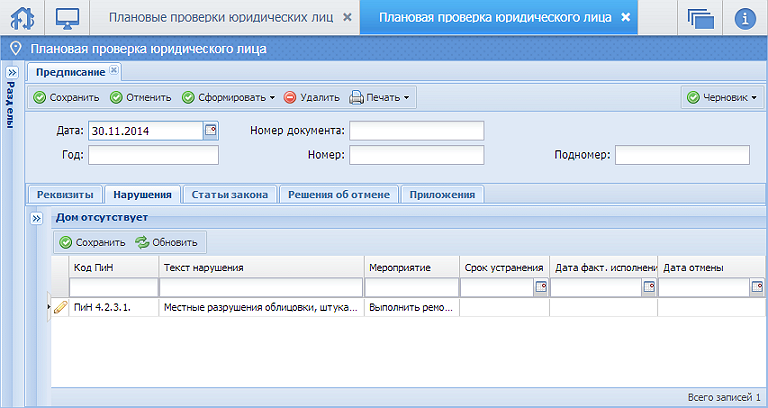 Плановые проверки юридических лиц
Плановая проверка юридического лица
Плановая проверка юридического лица
Разделы
Предписание
Сохранить Отменить Сформировать Удалить Печать Черновик
Дата: 30.11.2014 Номер документа:
Год: Номер: Подномер:
Реквизиты Нарушения Статьи закона Решения об отмене Приложения
Дом отсутствует
Сохранить Обновить
Код ПиН Текст нарушения Мероприятие Срок устранения Дата факт. исполнени Дата отмены
ПиН 4.2.3.1. Местные разрушения облицовки, штука... Выполнить ремо...
Всего записей 1